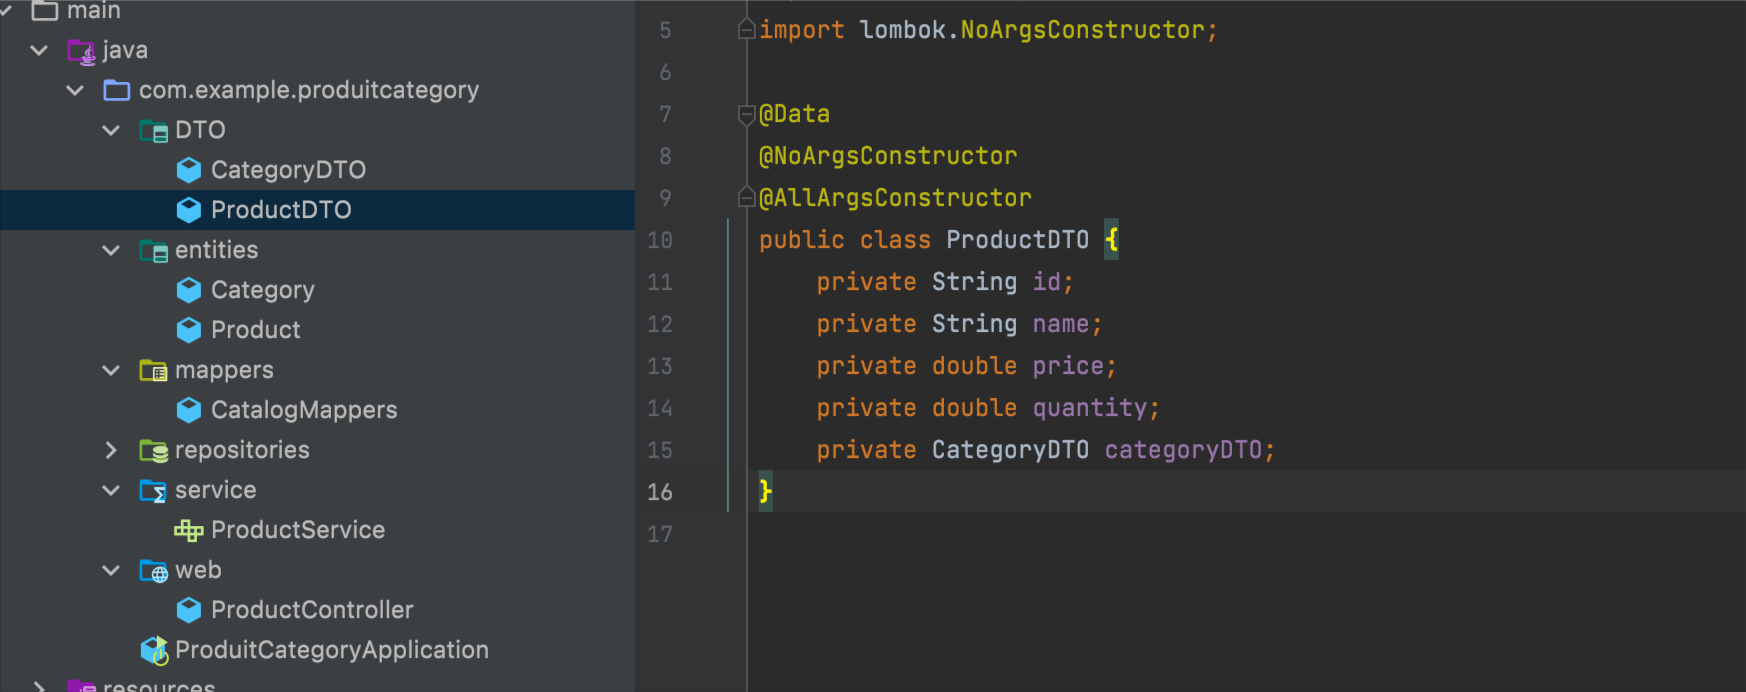 main
java
com.example.produitcategory
DTO
CategoryDTO
ProductDTO
entities
Category
Product
mappers
CatalogMappers
repositories
service
ProductService
web
ProductController
ProduitCategoryApplication
resources
5 import lombok.NoArgsConstructor;
6
7 @Data
8 @NoArgsConstructor
9 @AllArgsConstructor
10 public class ProductDTO {
11 private String id;
12 private String name;
13 private double price;
14 private double quantity;
15 private CategoryDTO categoryDTO;
16 }
17